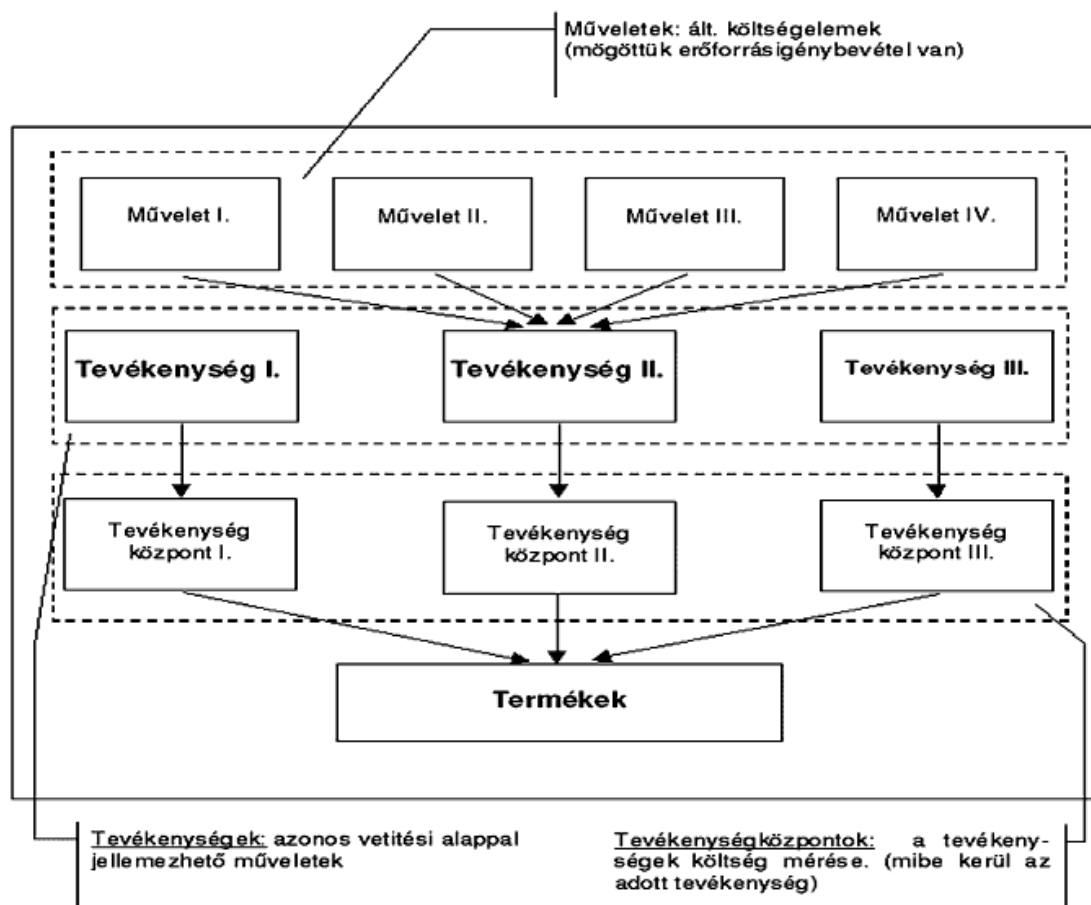 Műveletek: ált. költségelemek
(mögöttük erőforrásigénybevétel van)
Művelet I.
Művelet II.
Művelet III.
Művelet IV.
Tevékenység I.
Tevékenység II.
Tevékenység III.
Tevékenység
központ I.
Tevékenység
központ II.
Tevékenység
központ III.
Termékek
Tevékenységek: azonos vetitési alappal
jellemezhető műveletek
Tevékenységközpontok: a tevékeny-
ségek költség mérése. (mibe kerül az
adott tevékenység)